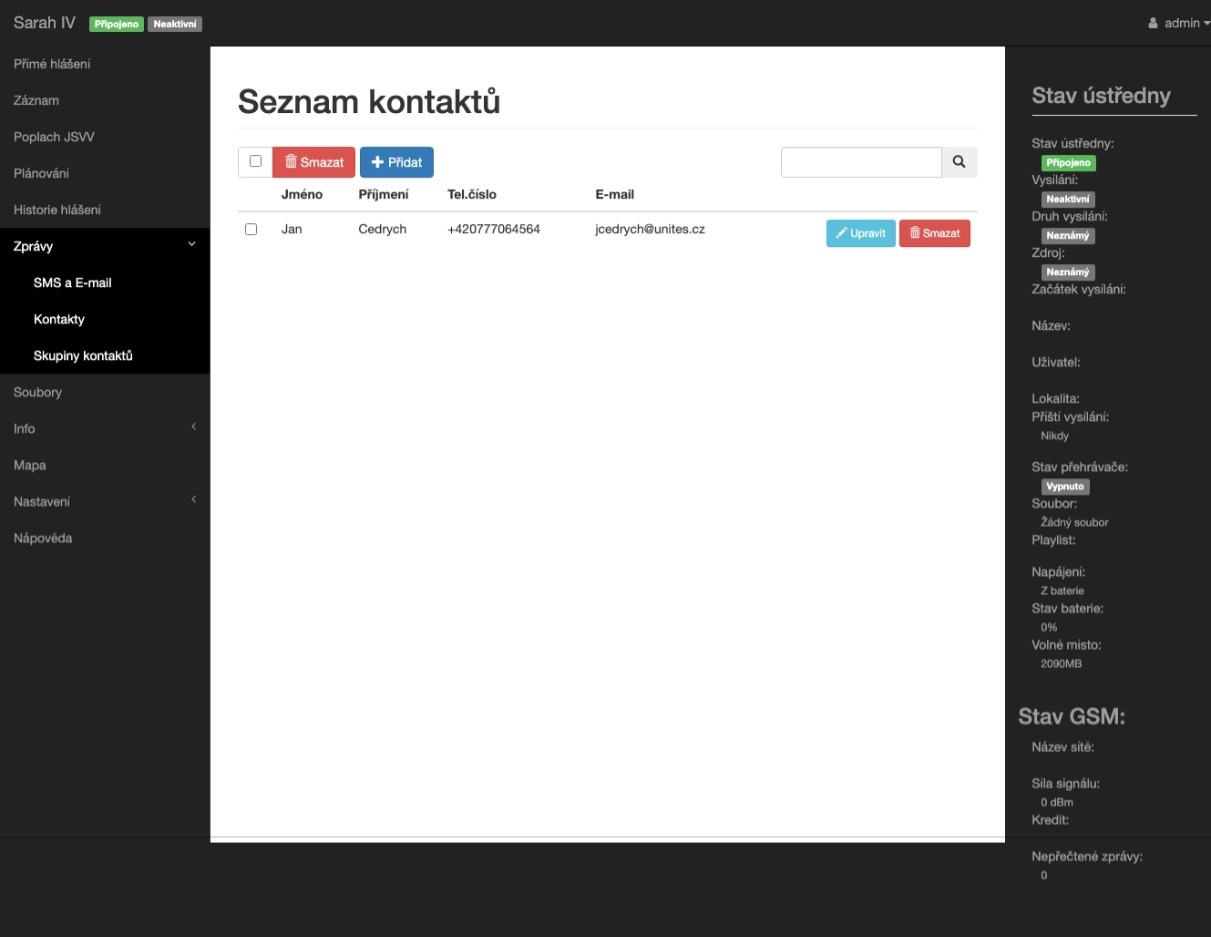 Sarah IV Připojeno Neaktivní
admin
Přímé hlášení
Záznam
Poplach JSVV
Plánování
Historie hlášení
Zprávy
SMS a E-mail
Kontakty
Skupiny kontaktů
Soubory
Info
Mapa
Nastavení
Nápověda
Seznam kontaktů
Smazat Přidat
Jméno Příjmení Tel.číslo E-mail
Jan Cedrych +420777064564 jcedrych@unites.cz Upravit Smazat
Stav ústředny
Stav ústředny:
Připojeno
Vysílání:
Neaktivní
Druh vysílání:
Neznámý
Zdroj:
Neznámý
Začátek vysílání:
Název:
Uživatel:
Lokalita:
Příští vysílání:
Nikdy
Stav přehrávače:
Vypnuto
Soubor:
Žádný soubor
Playlist:
Napájení:
Z baterie
Stav baterie:
0%
Volné místo:
2090MB
Stav GSM:
Název sítě:
Síla signálu:
0 dBm
Kredit:
Nepřečtené zprávy:
0